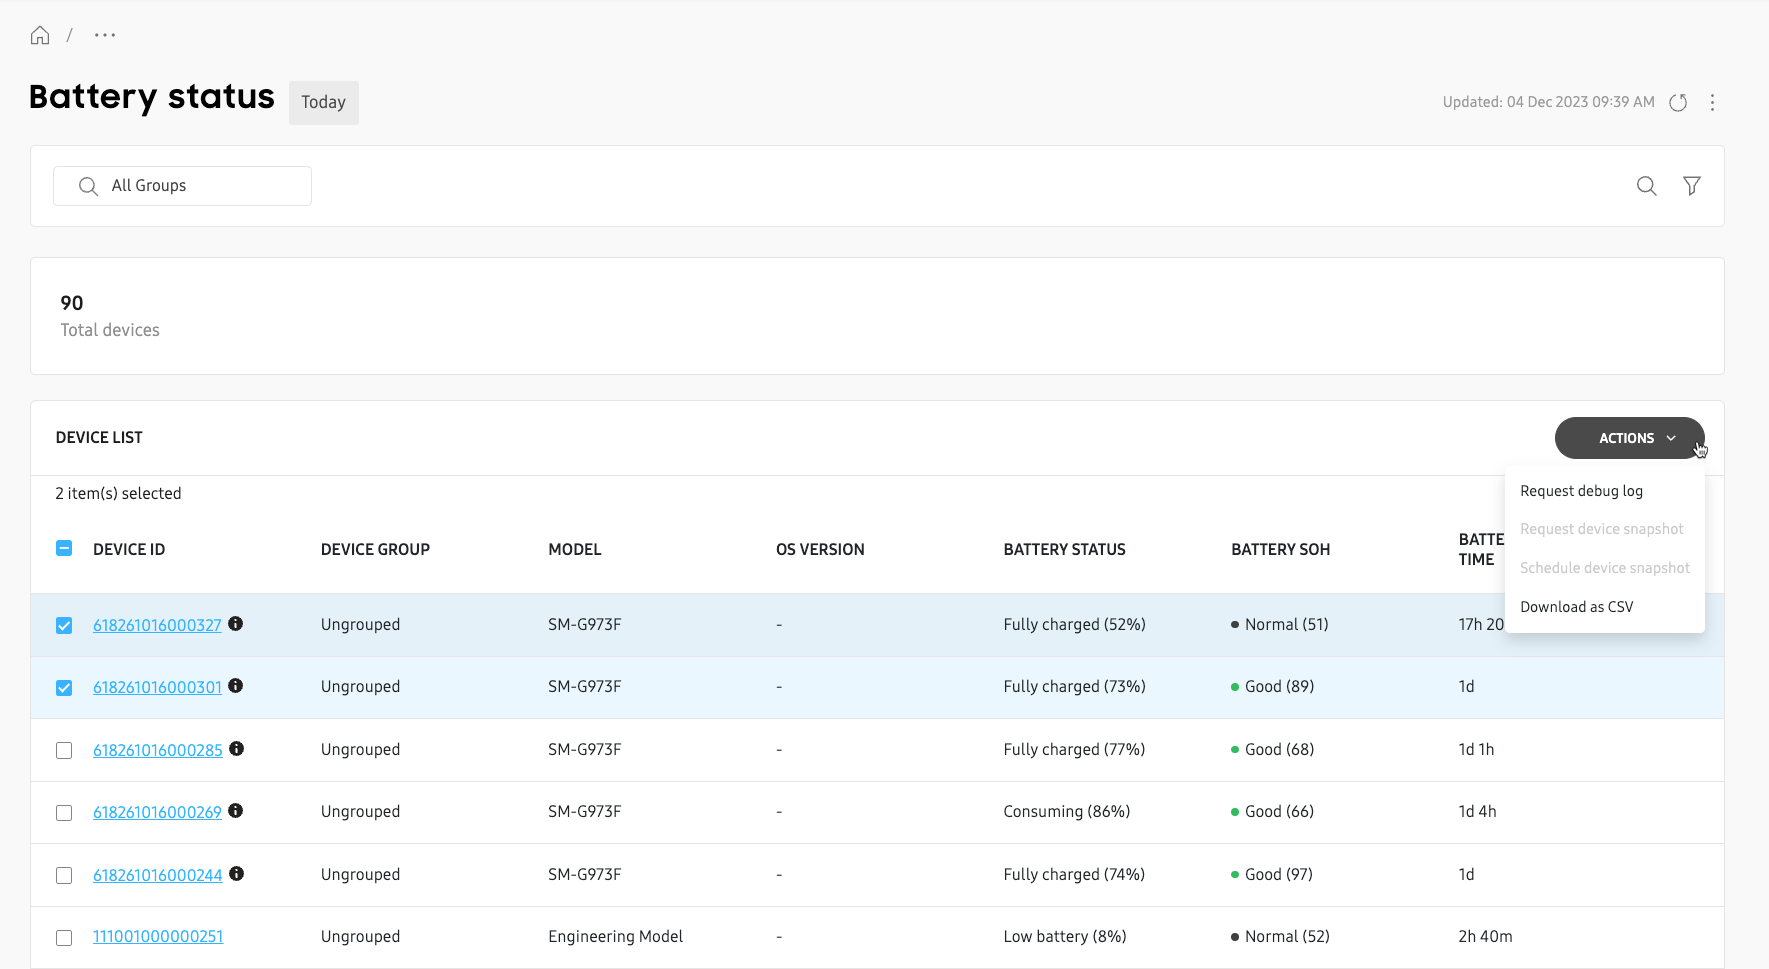 / ...
Battery status Today
Updated: 04 Dec 2023 09:39 AM
All Groups
90
Total devices
DEVICE LIST
ACTIONS
Request debug log
Request device snapshot
Schedule device snapshot
Download as CSV
2 item(s) selected
DEVICE ID DEVICE GROUP MODEL OS VERSION BATTERY STATUS BATTERY SOH BATTE
TIME
618261016000327 Ungrouped SM-G973F - Fully charged (52%) Normal (51) 17h 20
618261016000301 Ungrouped SM-G973F - Fully charged (73%) Good (89) 1d
618261016000285 Ungrouped SM-G973F - Fully charged (77%) Good (68) 1d 1h
618261016000269 Ungrouped SM-G973F - Consuming (86%) Good (66) 1d 4h
618261016000244 Ungrouped SM-G973F - Fully charged (74%) Good (97) 1d
111001000000251 Ungrouped Engineering Model - Low battery (8%) Normal (52) 2h 40m